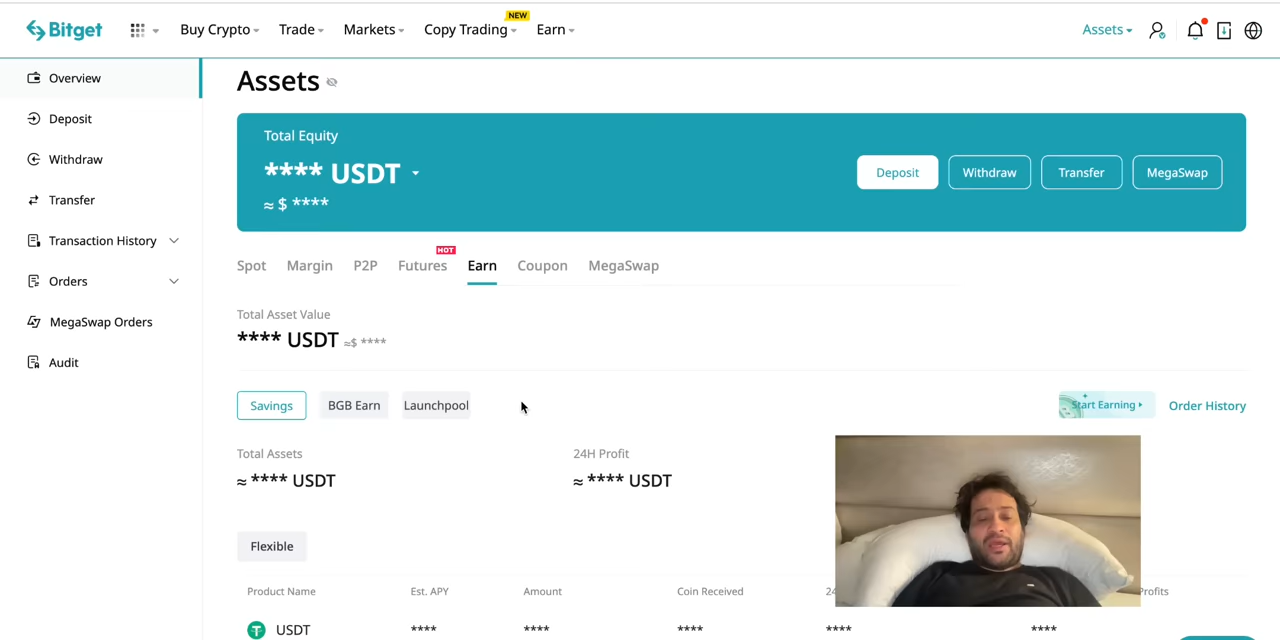 Bitget
Buy Crypto
Trade
Markets
Copy Trading
NEW
Earn
Assets
Overview
Deposit
Withdraw
Transfer
Transaction History
Orders
MegaSwap Orders
Audit
Assets
Total Equity
**** USDT
≈ $ ****
Deposit
Withdraw
Transfer
MegaSwap
Spot
Margin
P2P
Futures
HOT
Earn
Coupon
MegaSwap
Total Asset Value
**** USDT ≈$ ****
Savings
BGB Earn
Launchpool
Start Earning
Order History
Total Assets
≈ **** USDT
24H Profit
≈ **** USDT
Flexible
Product Name
Est. APY
Amount
Coin Received
USDT
****
****
****
****
****